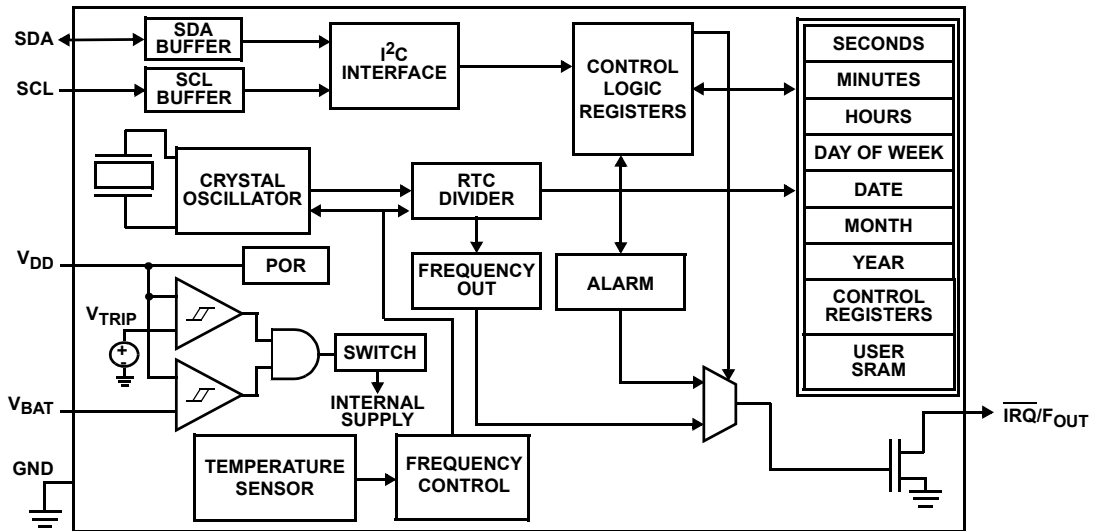 SDA
SDA
BUFFER
SCL
SCL
BUFFER
I²C
INTERFACE
CONTROL
LOGIC
REGISTERS
SECONDS
MINUTES
HOURS
DAY OF WEEK
DATE
MONTH
YEAR
CONTROL
REGISTERS
USER
SRAM
CRYSTAL
OSCILLATOR
RTC
DIVIDER
FREQUENCY
OUT
ALARM
VDD
POR
VTRIP
+
-
SWITCH
INTERNAL
SUPPLY
VBAT
GND
TEMPERATURE
SENSOR
FREQUENCY
CONTROL
IRQ/FOUT